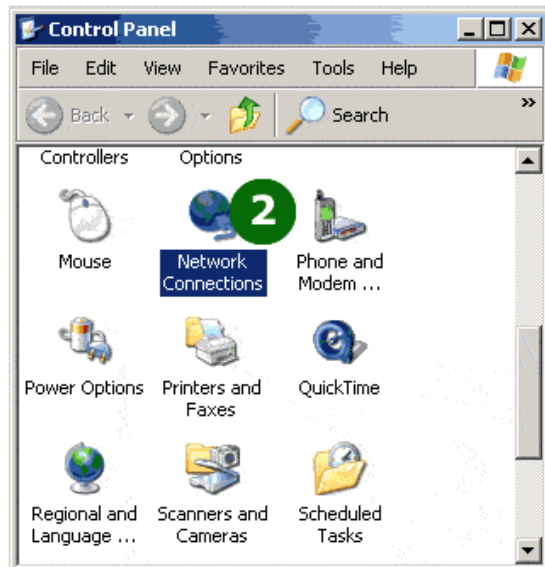 Control Panel
File Edit View Favorites Tools Help
Back Search »
Controllers Options
2
Mouse Network Phone and
Connections Modem ...
Power Options Printers and QuickTime
Faxes
Regional and Scanners and Scheduled
Language ... Cameras Tasks